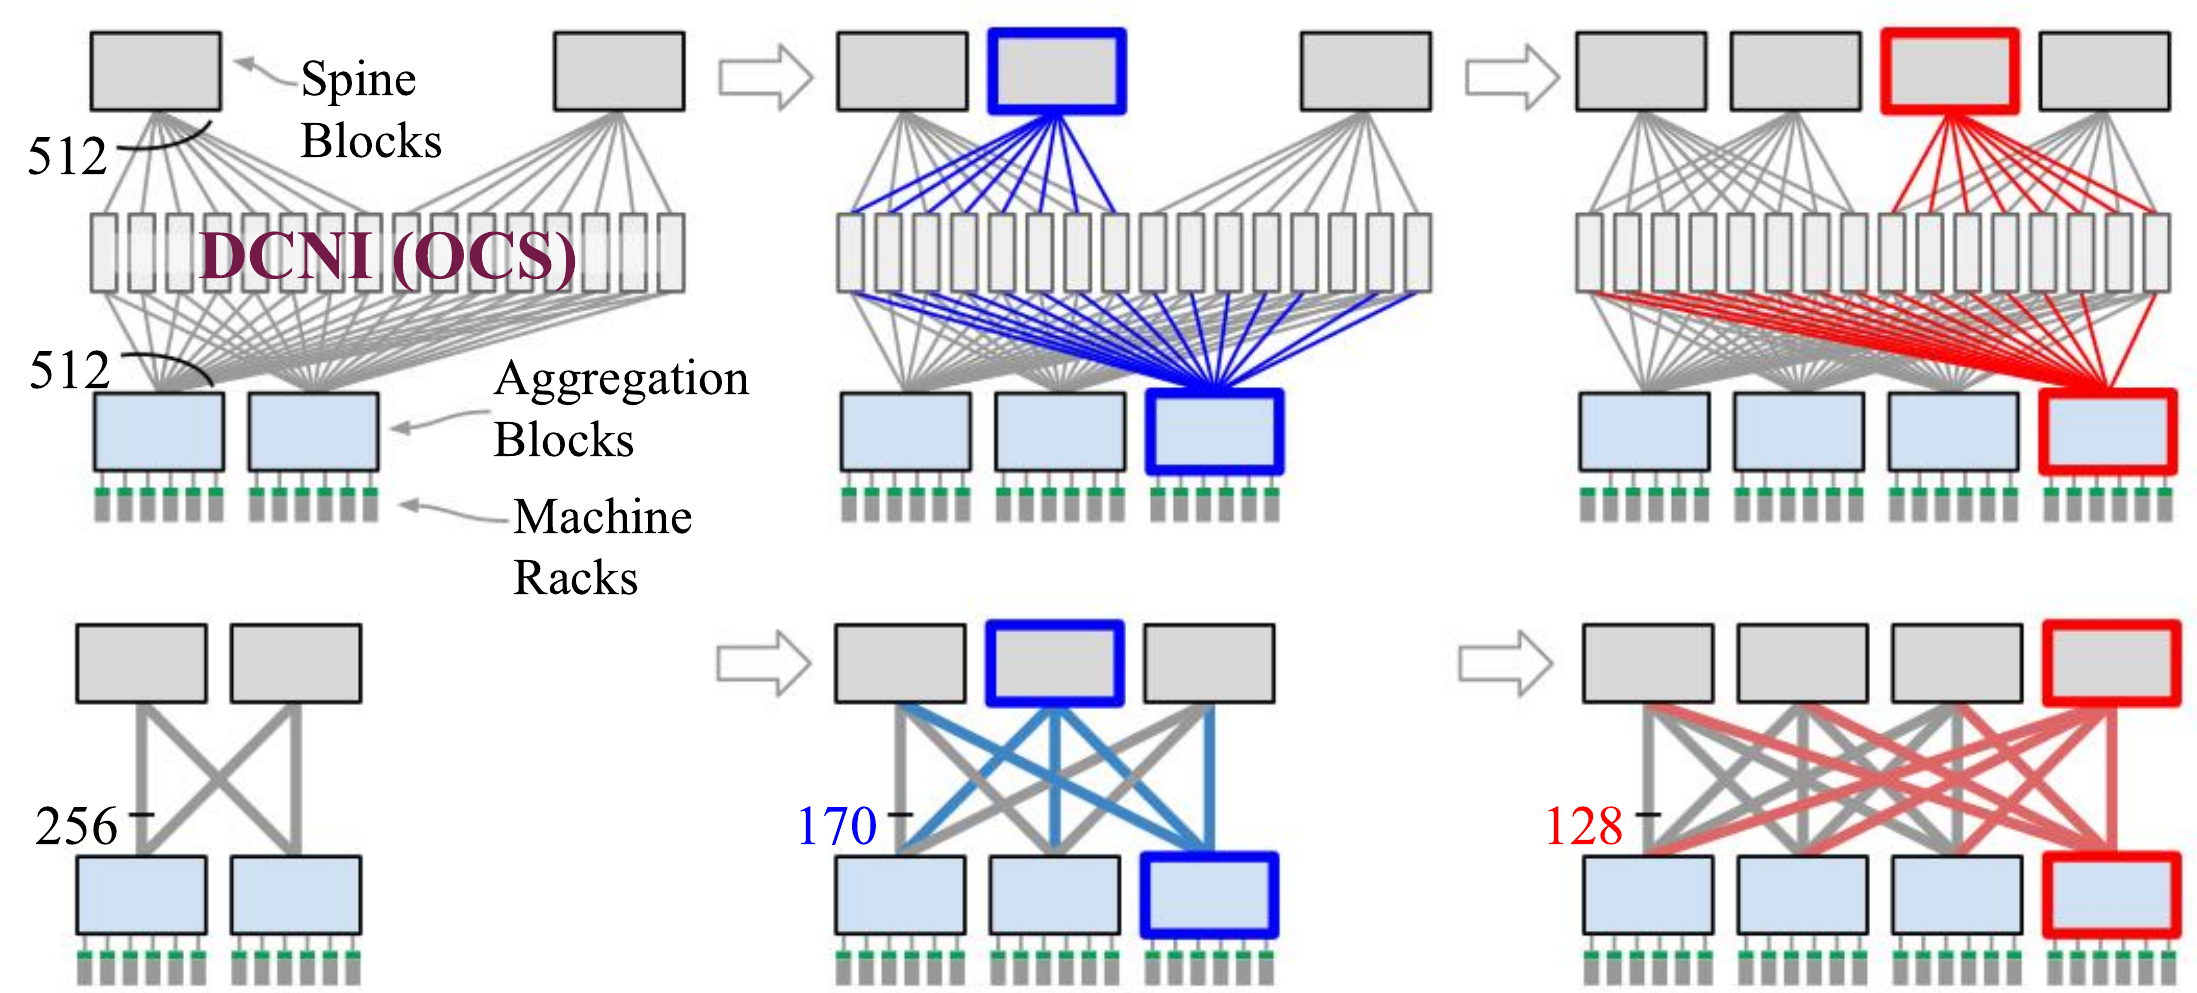 Spine
Blocks
512
DCNI (OCS)
512
Aggregation
Blocks
Machine
Racks
256
170
128